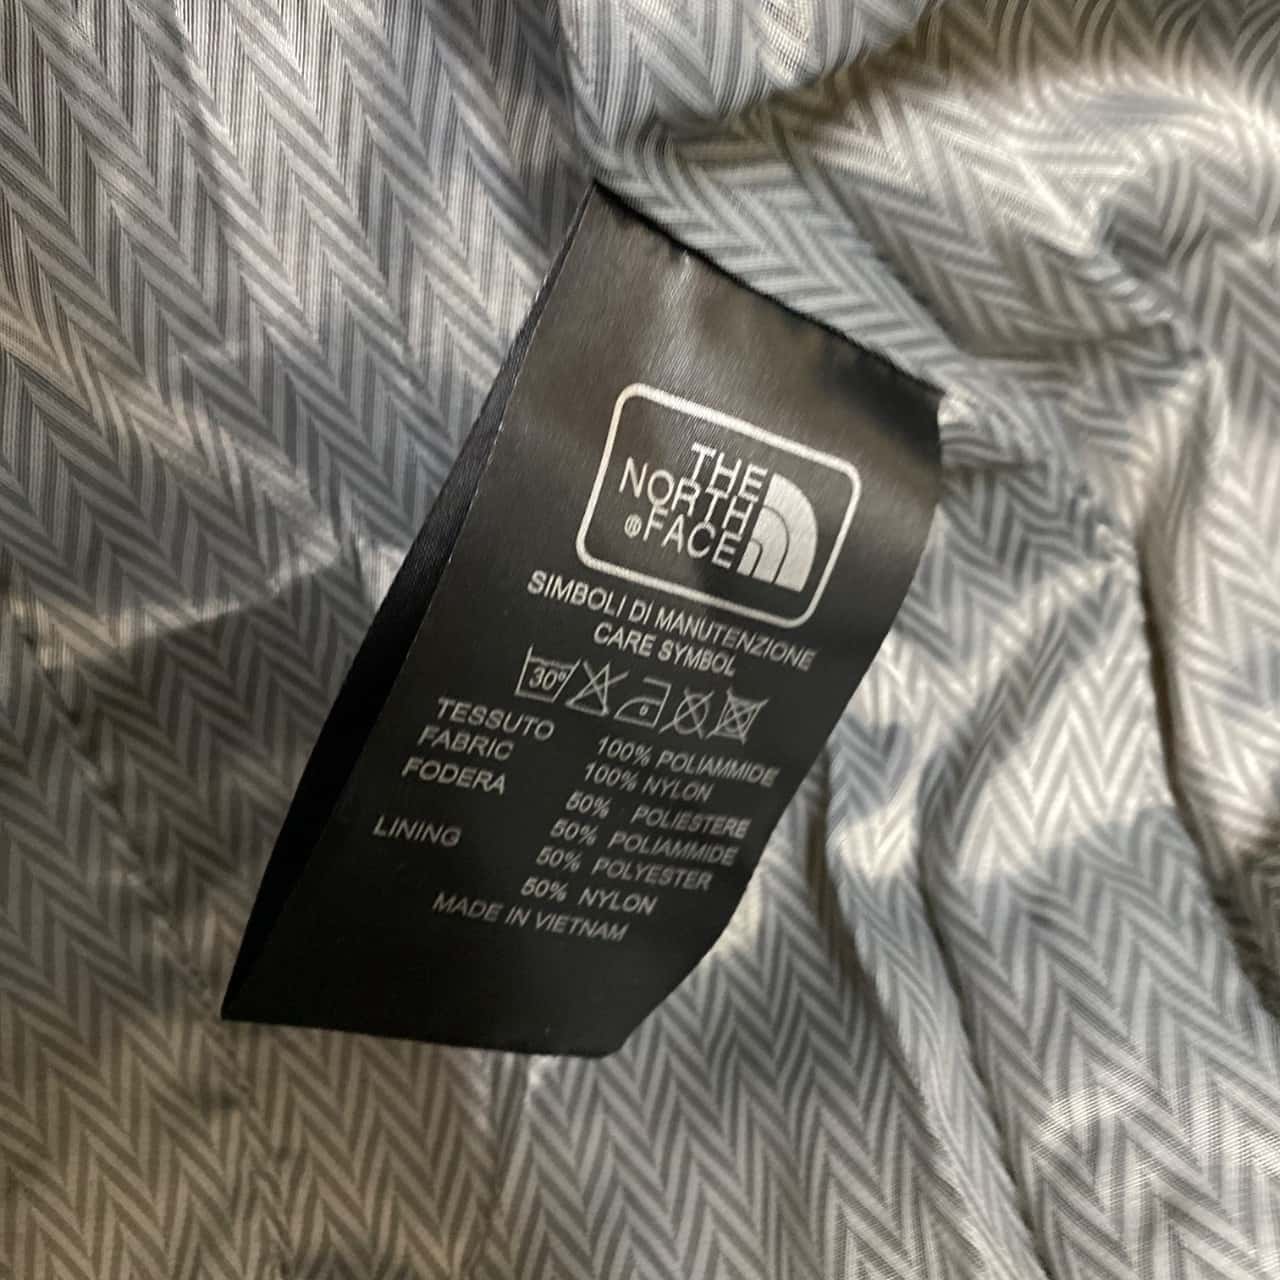 THE
NORTH
®FACE
SIMBOLI DI MANUTENZIONE
CARE SYMBOL
30°
TESSUTO 100% POLIAMMIDE
FABRIC 100% NYLON
FODERA 50% POLIESTERE
50% POLIAMMIDE
LINING 50% POLYESTER
50% NYLON
MADE IN VIETNAM